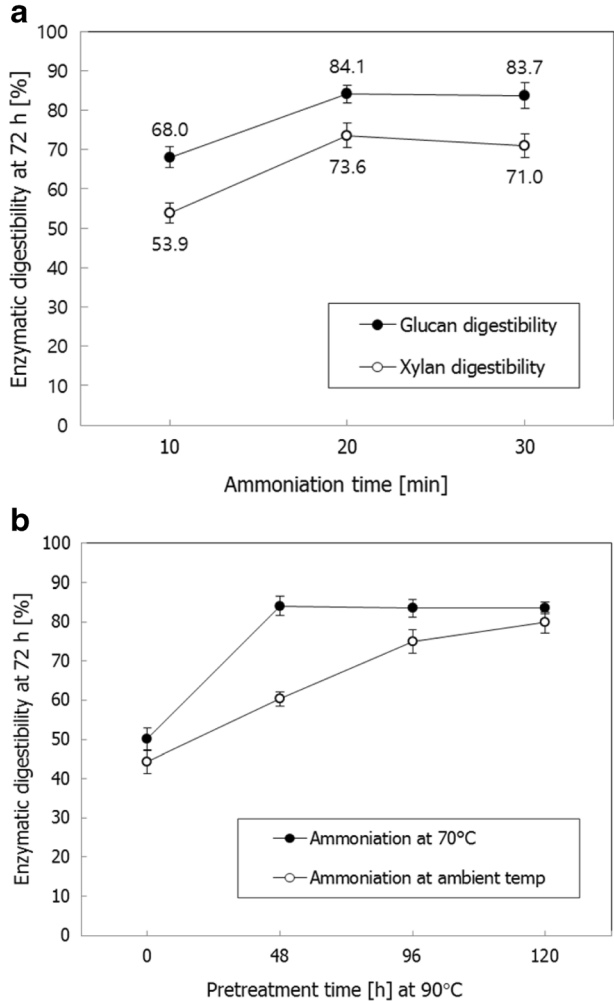 a
Enzymatic digestibility at 72 h [%]
100
90
80
70
60
50
40
30
20
10
0
68.0
84.1
83.7
53.9
73.6
71.0
Glucan digestibility
Xylan digestibility
10 20 30
Ammoniation time [min]
b
Enzymatic digestibility at 72 h [%]
100
90
80
70
60
50
40
30
20
10
0
Ammoniation at 70°C
Ammoniation at ambient temp
0 48 96 120
Pretreatment time [h] at 90°C